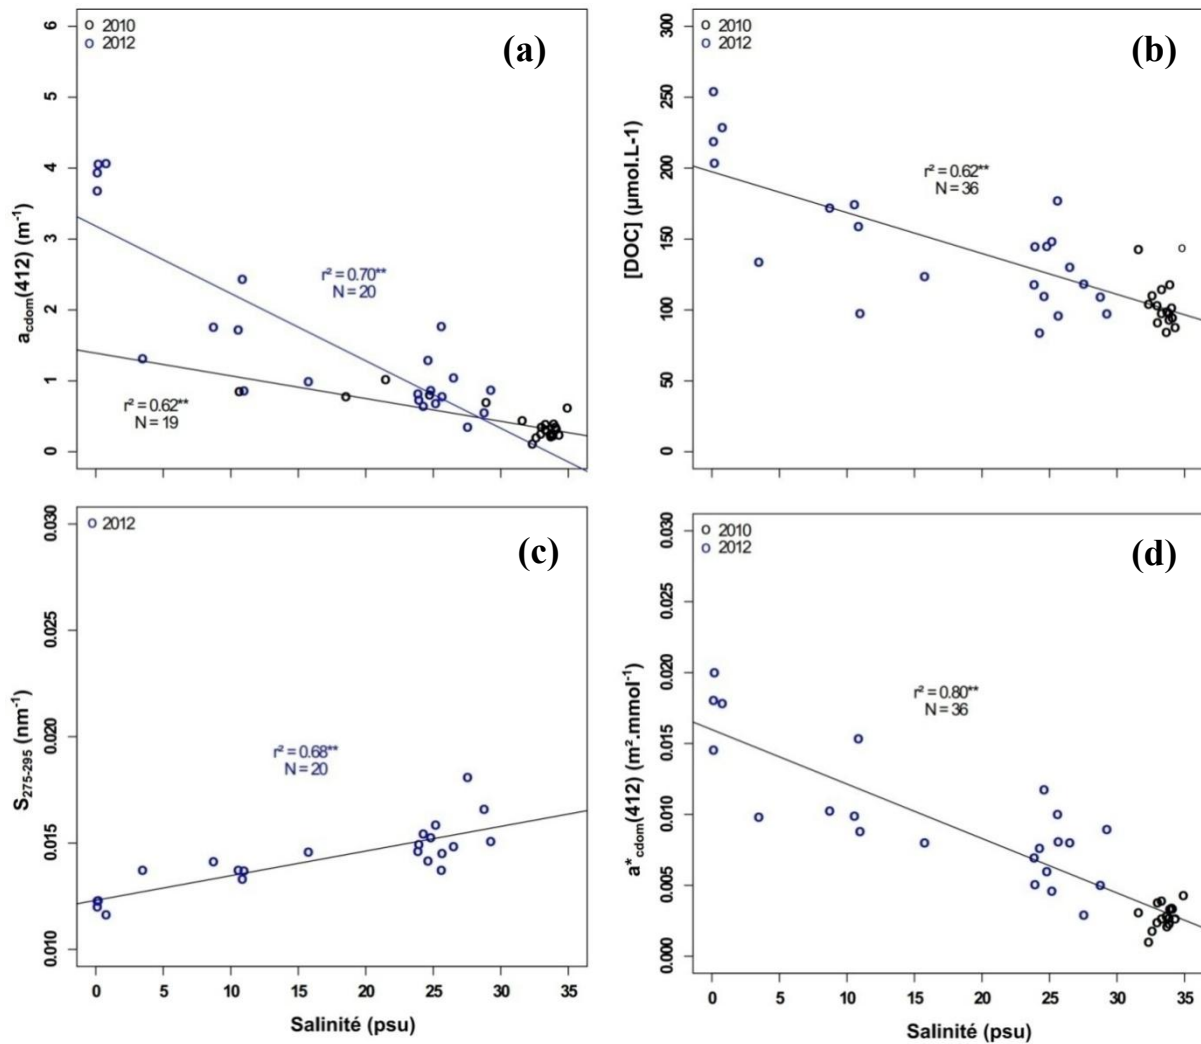 o 2010
o 2012
(a)
6
5
4
3
2
1
0
a_cdom(412) (m⁻¹)
r² = 0.70**
N = 20
r² = 0.62**
N = 19
o 2010
o 2012
(b)
300
250
200
150
100
50
0
[DOC] (µmol.L-1)
r² = 0.62**
N = 36
o 2012
(c)
0.030
0.025
0.020
0.015
0.010
S₂₇₅₋₂₉₅ (nm⁻¹)
r² = 0.68**
N = 20
0 5 10 15 20 25 30 35
Salinité (psu)
o 2010
o 2012
(d)
0.030
0.025
0.020
0.015
0.010
0.005
0.000
a*_cdom(412) (m².mmol⁻¹)
r² = 0.80**
N = 36
0 5 10 15 20 25 30 35
Salinité (psu)